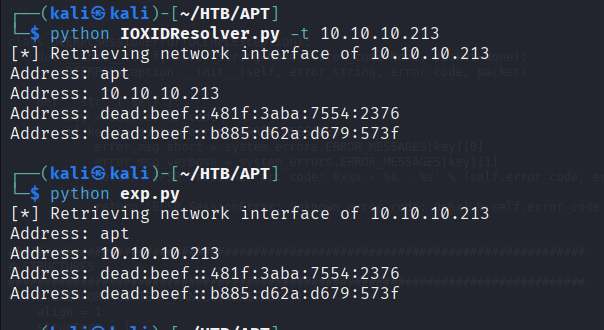 ┌──(kali㉿kali)-[~/HTB/APT]
└─$ python IOXIDResolver.py -t 10.10.10.213
[*] Retrieving network interface of 10.10.10.213
Address: apt
Address: 10.10.10.213
Address: dead:beef::481f:3aba:7554:2376
Address: dead:beef::b885:d62a:d679:573f
┌──(kali㉿kali)-[~/HTB/APT]
└─$ python exp.py
[*] Retrieving network interface of 10.10.10.213
Address: apt
Address: 10.10.10.213
Address: dead:beef::481f:3aba:7554:2376
Address: dead:beef::b885:d62a:d679:573f